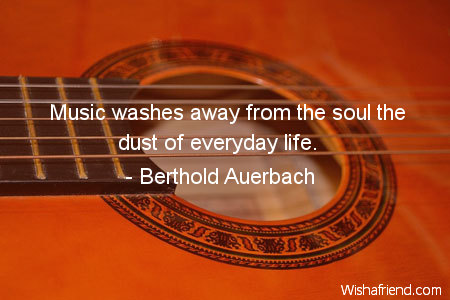 Music washes away from the soul the
dust of everyday life.
- Berthold Auerbach
Wishafriend.com